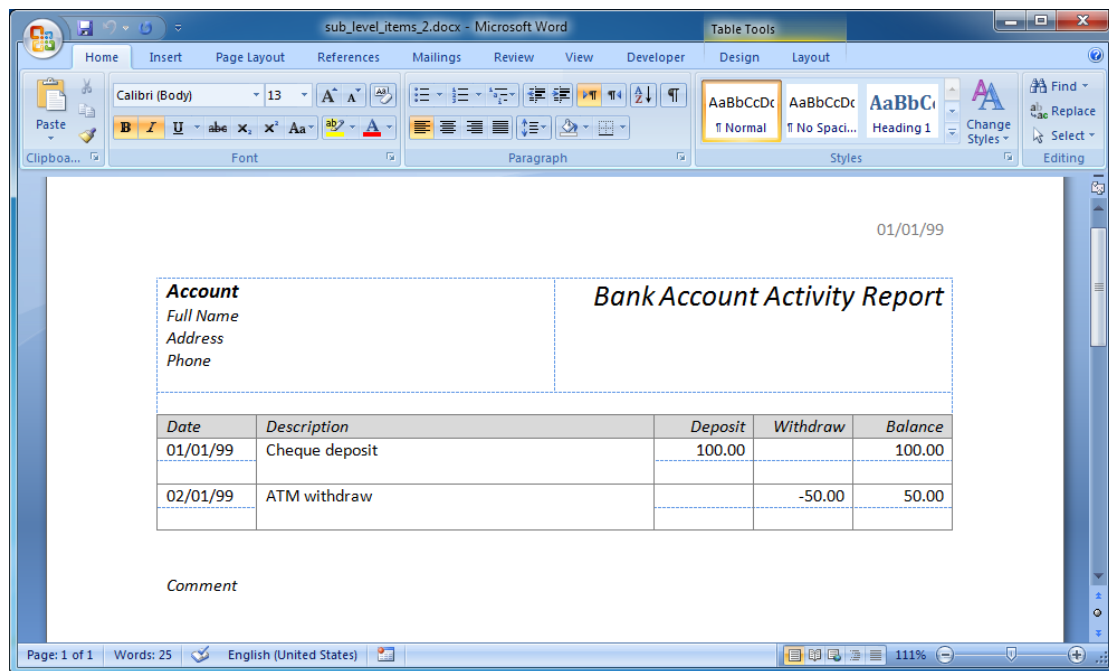 sub_level_items_2.docx - Microsoft Word Table Tools
Home Insert Page Layout References Mailings Review View Developer Design Layout
Paste
Calibri (Body) 13
AaBbCcDc AaBbCcDc AaBbC
¶ Normal ¶ No Spaci... Heading 1
Change Styles
Find
Replace
Select
Clipboa... Font Paragraph Styles Editing
01/01/99
Account
Bank Account Activity Report
Full Name
Address
Phone
Date Description Deposit Withdraw Balance
01/01/99 Cheque deposit 100.00 100.00
02/01/99 ATM withdraw -50.00 50.00
Comment
Page: 1 of 1 Words: 25 English (United States) 111%